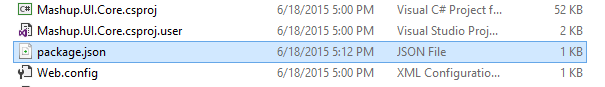 Mashup.UI.Core.csproj 6/18/2015 5:00 PM Visual C# Project f... 52 KB
Mashup.UI.Core.csproj.user 6/18/2015 5:00 PM Visual Studio Proj... 2 KB
package.json 6/18/2015 5:12 PM JSON File 1 KB
Web.config 6/18/2015 5:00 PM XML Configuratio... 1 KB